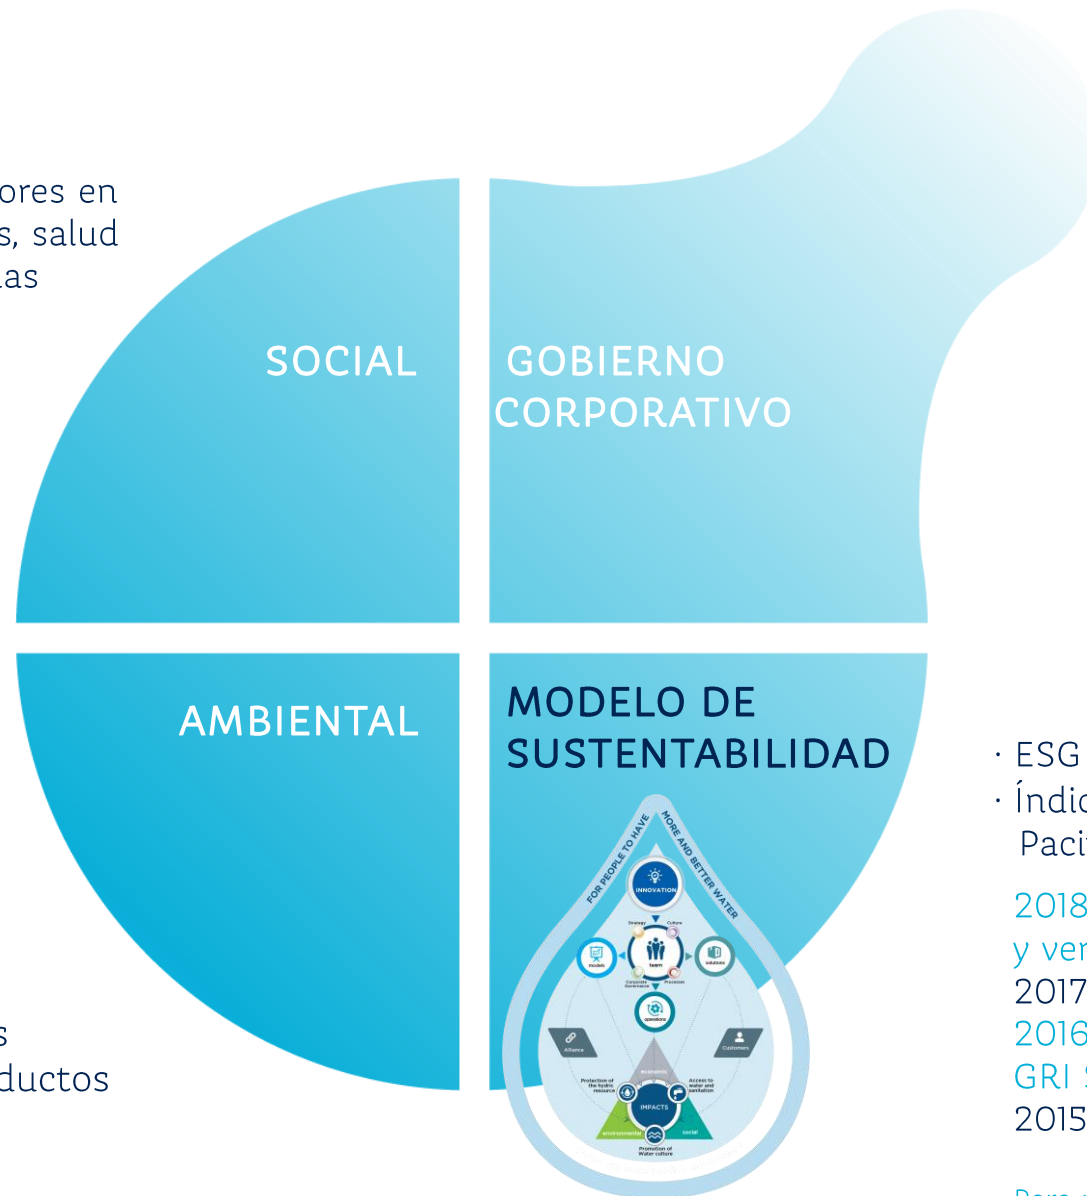 ores en
s, salud
las
SOCIAL
GOBIERNO
CORPORATIVO
AMBIENTAL
MODELO DE
SUSTENTABILIDAD
FOR PEOPLE TO HAVE
MORE AND BETTER WATER
INNOVATION
Strategy
Culture
models
team
solutions
Corporate
Governance
Processes
operations
Alliance
Customers
economic
Protection of
the hydric
resource
Access to
water and
sanitation
IMPACTS
environmental
social
Promotion of
Water culture
s
ductos
· ESG
· Índic
Paci
2018
y ver
2017
2016
GRI
2015